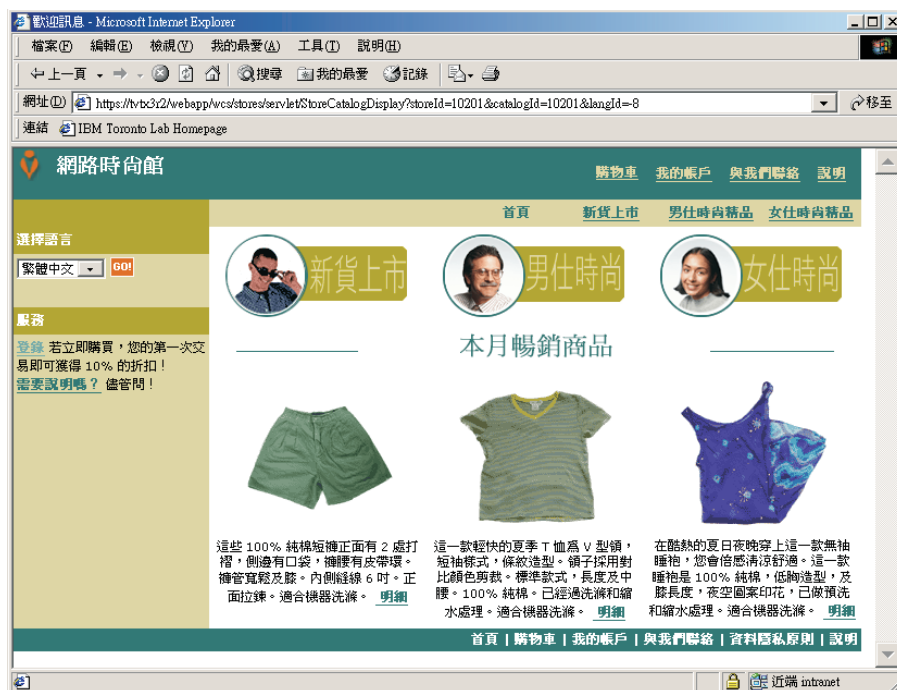 歡迎訊息 - Microsoft Internet Explorer
檔案(F) 編輯(E) 檢視(V) 我的最愛(A) 工具(T) 說明(H)
上一頁 搜尋 我的最愛 記錄
網址(D) https://tvtx3r2/webapp/wcs/stores/servlet/StoreCatalogDisplay?storeId=10201&catalogId=10201&langId=-8 移至
連結 IBM Toronto Lab Homepage
網路時尚館
購物車 我的帳戶 與我們聯絡 說明
首頁 新貨上市 男仕時尚精品 女仕時尚精品
選擇語言
繁體中文 GO!
服務
登錄 若立即購買，您的第一次交
易即可獲得 10% 的折扣！
需要說明嗎？ 儘管問！
新貨上市 男仕時尚 女仕時尚
本月暢銷商品
這些 100% 純棉短褲正面有 2 處打
褶，側邊有口袋，褲腰有皮帶環。
褲管寬鬆及膝。內側縫線 6 吋。正
面拉鍊。適合機器洗滌。 明細
這一款輕快的夏季 T 恤爲 V 型領，
短袖樣式，條紋造型。領子採用對
比顏色剪裁。標準款式，長度及中
腰。100% 純棉。已經過洗滌和縮
水處理。適合機器洗滌。 明細
在酷熱的夏日夜晚穿上這一款無袖
睡袍，您會倍感清涼舒適。這一款
睡袍是 100% 純棉，低胸造型，及
膝長度，夜空圖案印花，已做預洗
和縮水處理。適合機器洗滌。 明細
首頁 | 購物車 | 我的帳戶 | 與我們聯絡 | 資料隱私原則 | 說明
近端 intranet